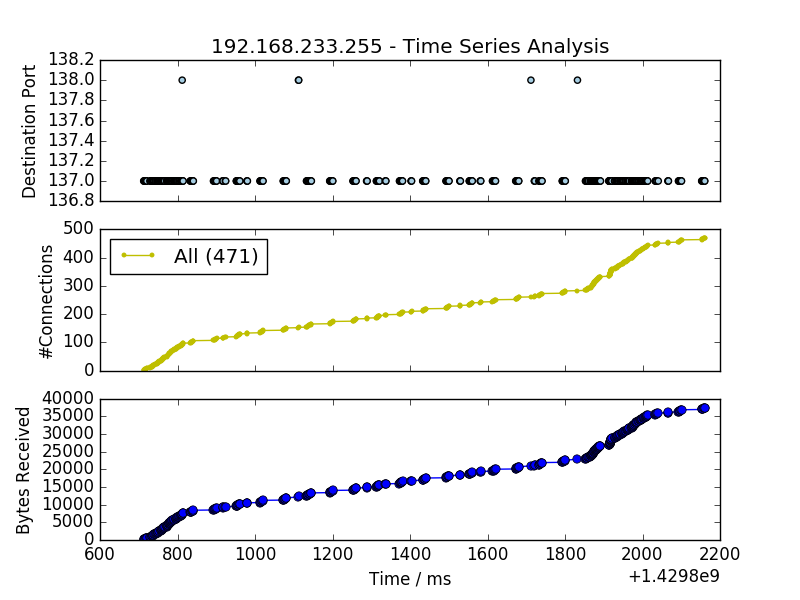 192.168.233.255 - Time Series Analysis
Destination Port
138.2
138.0
137.8
137.6
137.4
137.2
137.0
136.8
#Connections
500
400
300
200
100
0
All (471)
Bytes Received
40000
35000
30000
25000
20000
15000
10000
5000
0
600 800 1000 1200 1400 1600 1800 2000 2200
Time / ms
+1.4298e9